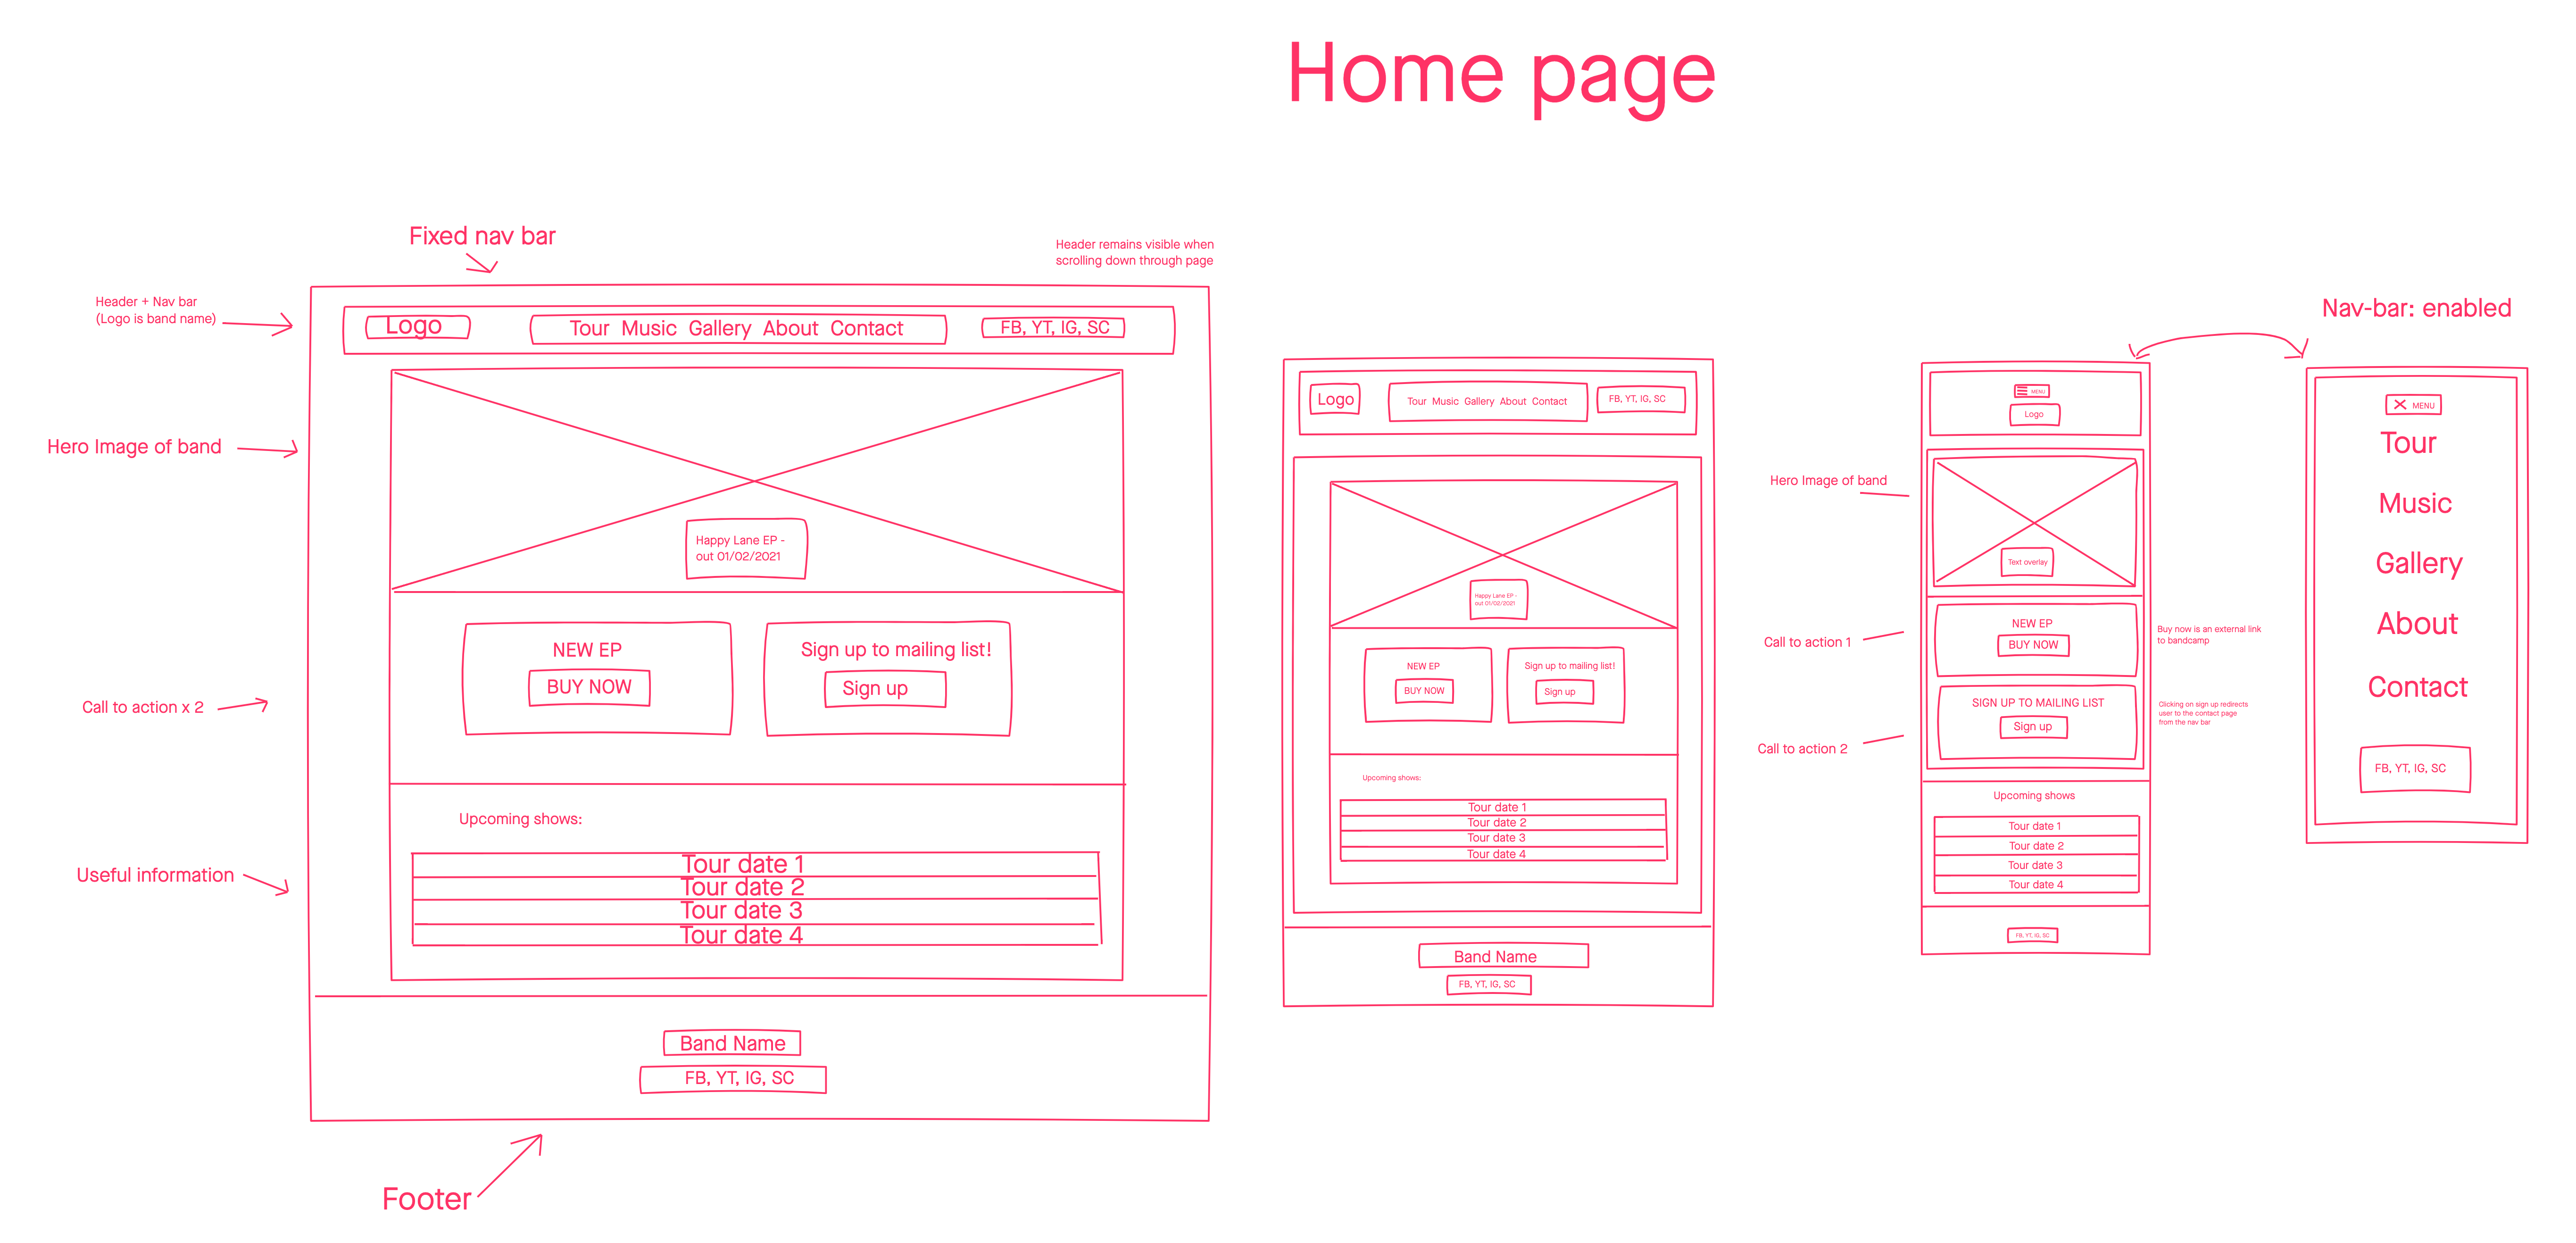 Home page
Fixed nav bar
Header remains visible when
scrolling down through page
Header + Nav bar
(Logo is band name)
Logo
Tour Music Gallery About Contact
FB, YT, IG, SC
Hero Image of band
Happy Lane EP -
out 01/02/2021
Call to action x 2
NEW EP
BUY NOW
Sign up to mailing list!
Sign up
Useful information
Upcoming shows:
Tour date 1
Tour date 2
Tour date 3
Tour date 4
Band Name
FB, YT, IG, SC
Footer
Logo
Tour Music Gallery About Contact
FB, YT, IG, SC
Happy Lane EP -
out 01/02/2021
NEW EP
BUY NOW
Sign up to mailing list!
Sign up
Upcoming shows:
Tour date 1
Tour date 2
Tour date 3
Tour date 4
Band Name
FB, YT, IG, SC
MENU
Logo
Hero Image of band
Text overlay
Call to action 1
NEW EP
BUY NOW
Buy now is an external link
to bandcamp
Call to action 2
SIGN UP TO MAILING LIST
Sign up
Clicking on sign up redirects
user to the contact page
from the nav bar
Upcoming shows
Tour date 1
Tour date 2
Tour date 3
Tour date 4
FB, YT, IG, SC
Nav-bar: enabled
MENU
Tour
Music
Gallery
About
Contact
FB, YT, IG, SC